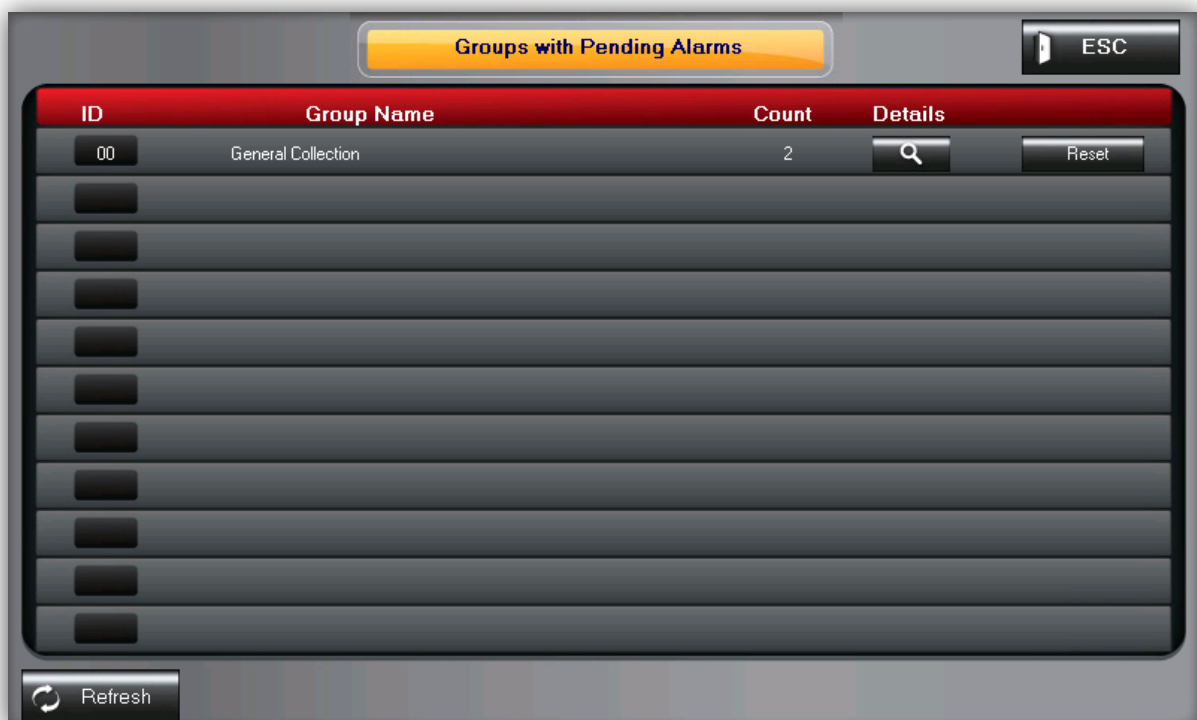 Groups with Pending Alarms
ESC
ID Group Name Count Details
00 General Collection 2 Reset
Refresh